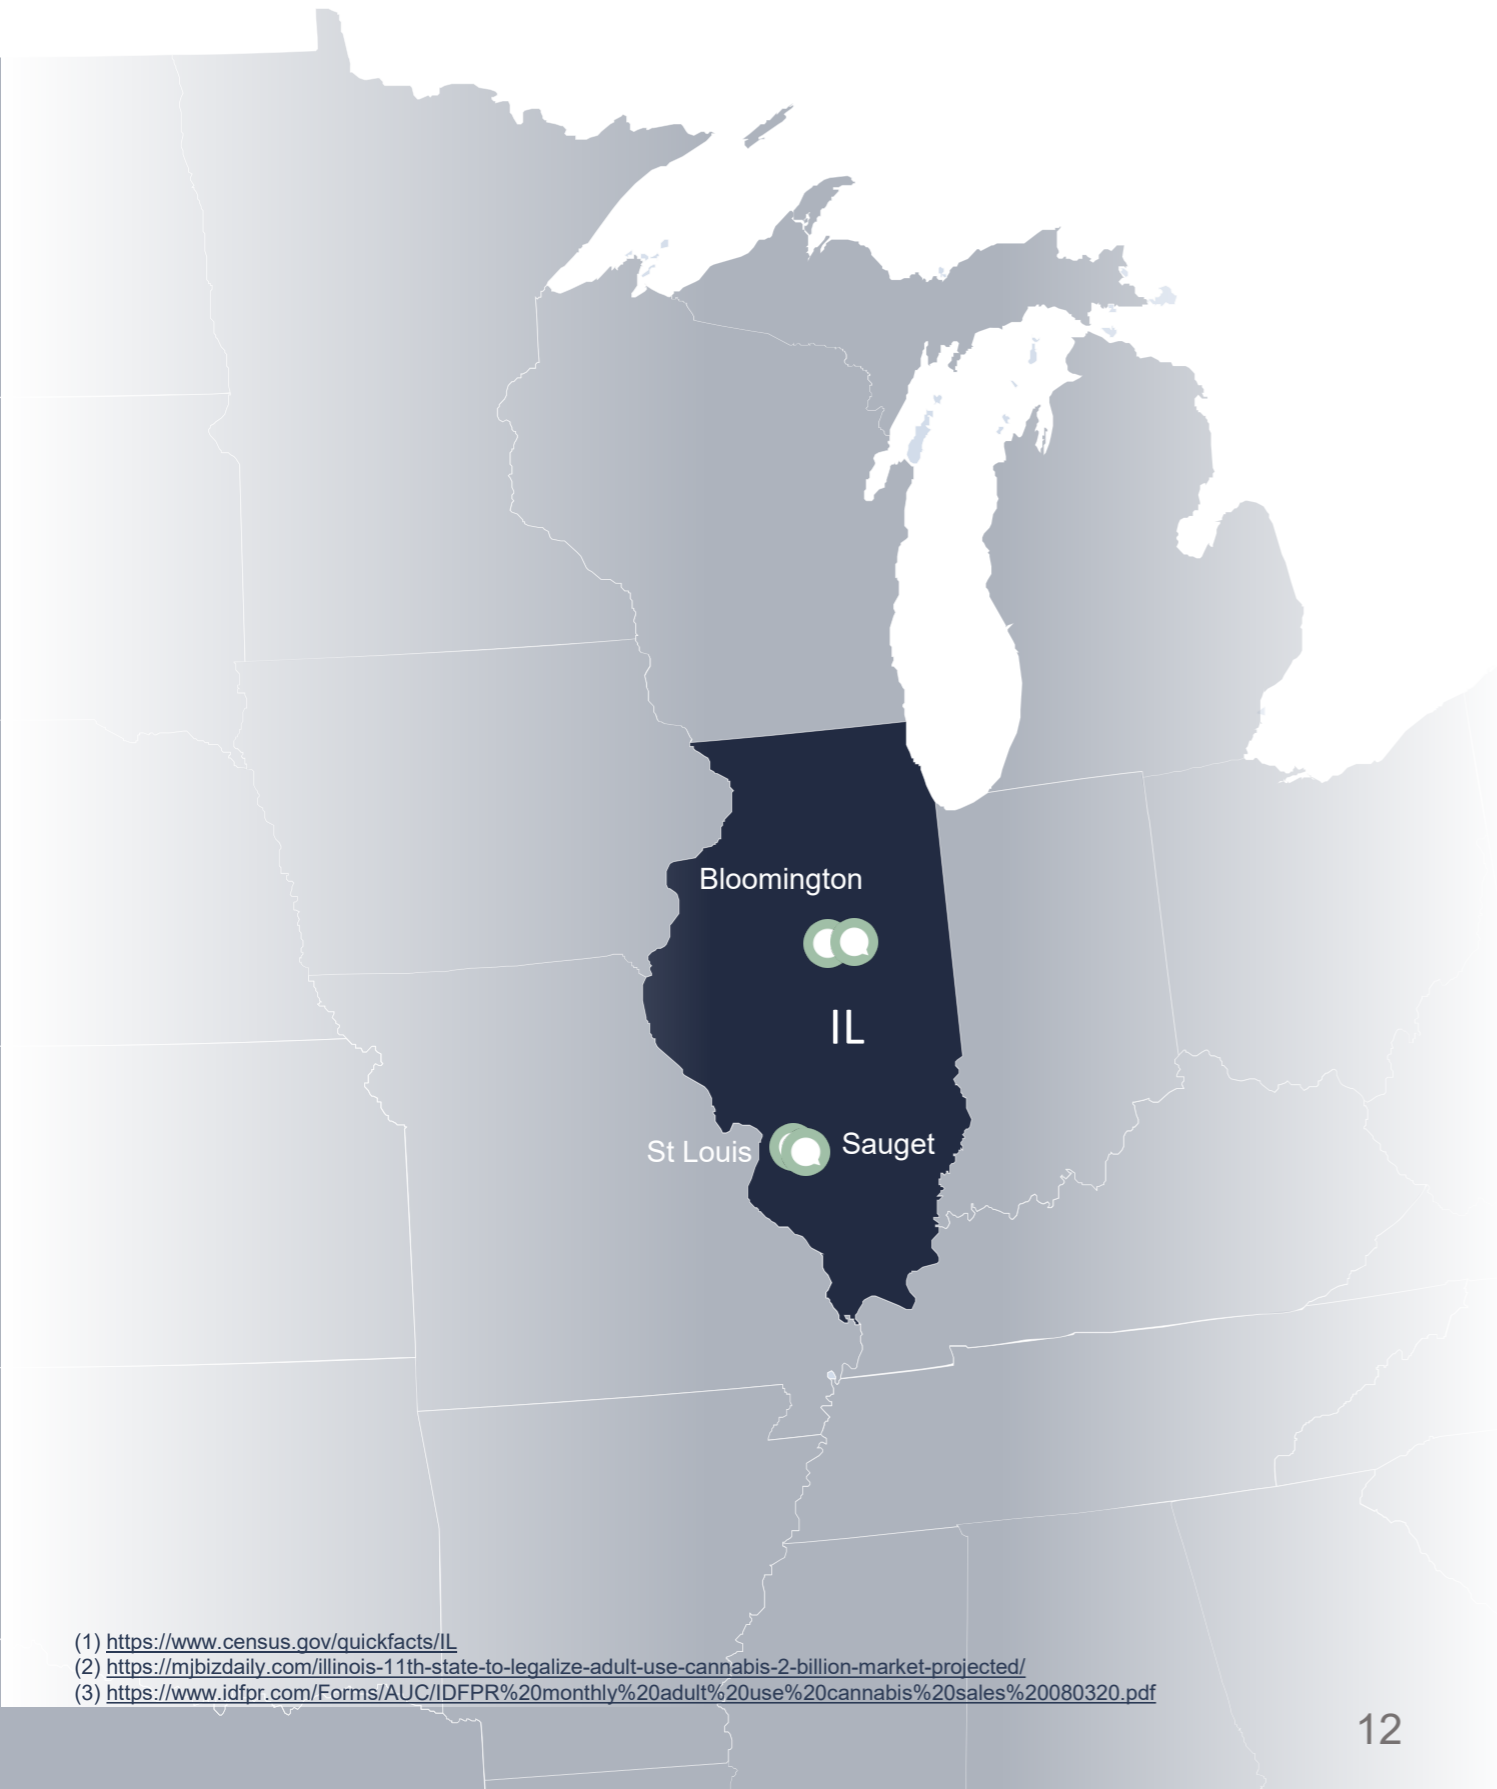 Bloomington
IL
St Louis
Sauget
(1) https://www.census.gov/quickfacts/IL
(2) https://mjbizdaily.com/illinois-11th-state-to-legalize-adult-use-cannabis-2-billion-market-projected/
(3) https://www.idfpr.com/Forms/AUC/IDFPR%20monthly%20adult%20use%20cannabis%20sales%20080320.pdf
12